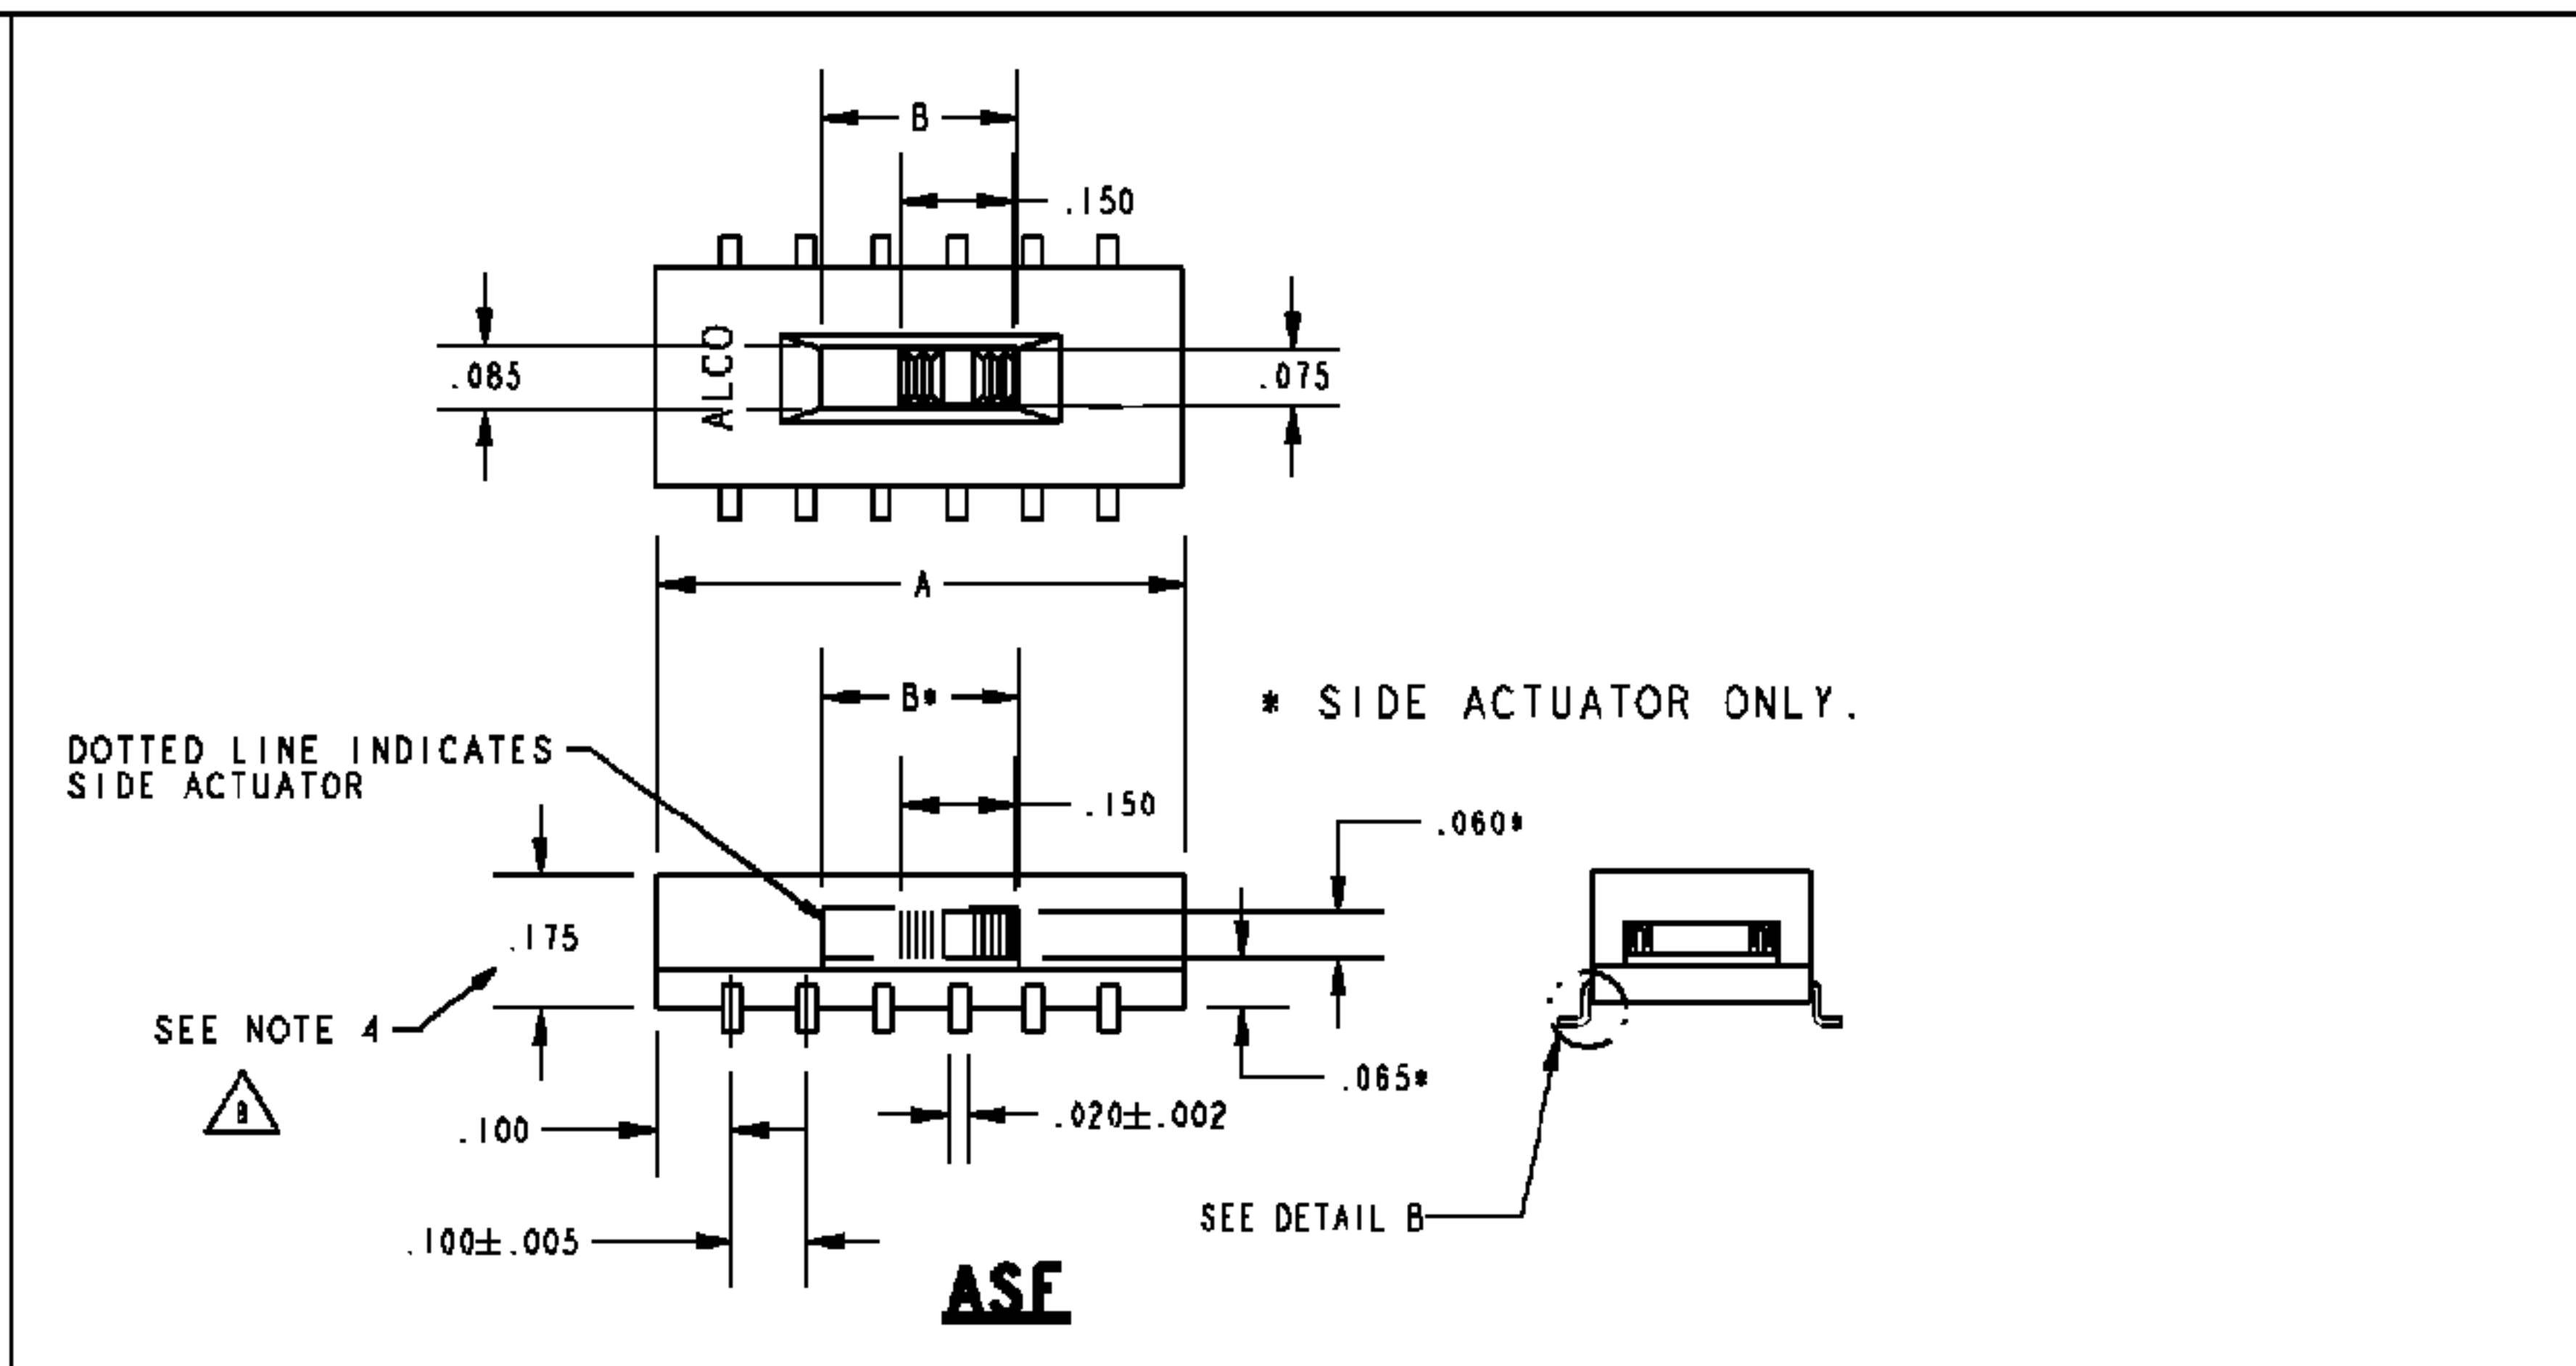 B
.150
ALCO
.085
.075
A
B*
* SIDE ACTUATOR ONLY.
DOTTED LINE INDICATES
SIDE ACTUATOR
.150
.060*
.175
SEE NOTE 4
.065*
.020±.002
.100
SEE DETAIL B
.100±.005
ASF